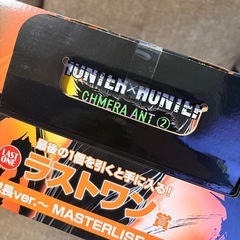 HUNTER×HUNTER
CHMERA ANT ②
最後の1個を引くと手に入る!
LAST ONE
ラストワン賞
長ver.～ MASTERLISE